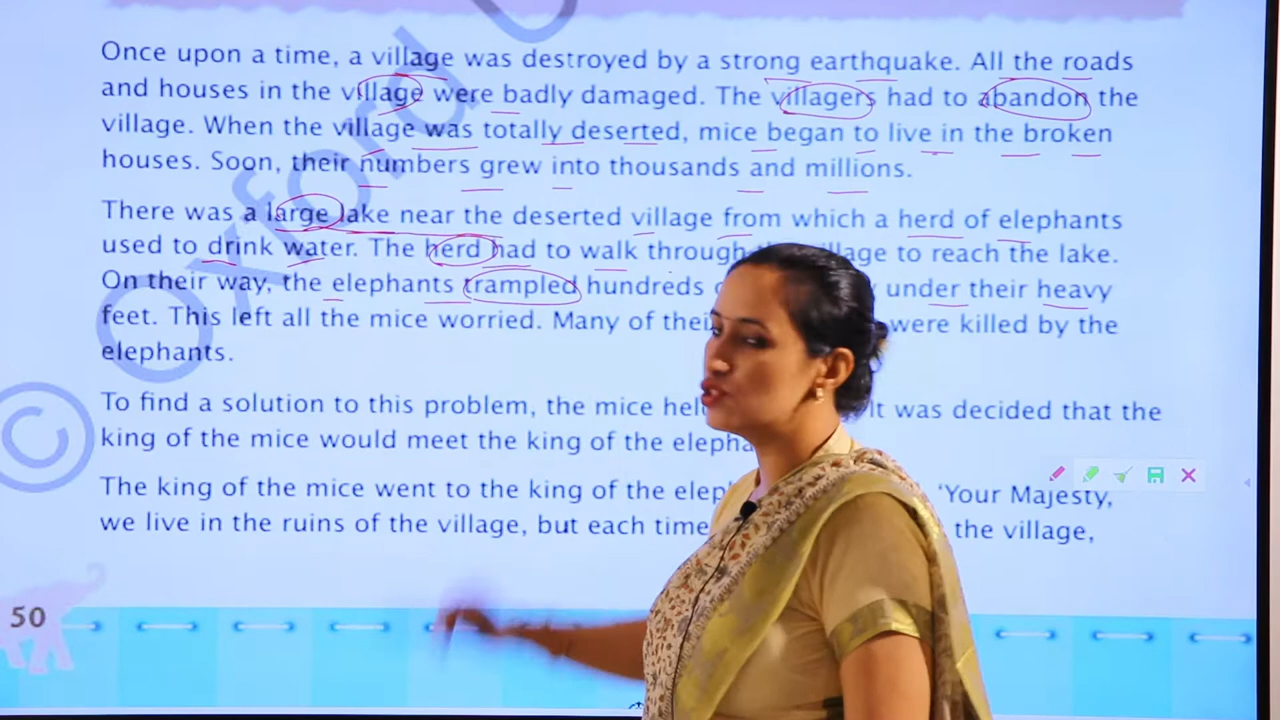 Once upon a time, a village was destroyed by a strong earthquake. All the roads
and houses in the village were badly damaged. The villagers had to abandon the
village. When the village was totally deserted, mice began to live in the broken
houses. Soon, their numbers grew into thousands and millions.
There was a large lake near the deserted village from which a herd of elephants
used to drink water. The herd had to walk through village to reach the lake.
On their way, the elephants trampled hundreds under their heavy
feet. This left all the mice worried. Many of were killed by the
elephants.
To find a solution to this problem, the mice It was decided that the
king of the mice would meet the king of the
The king of the mice went to the king of the 'Your Majesty,
we live in the ruins of the village, but each time the village,
50
© Oxford U